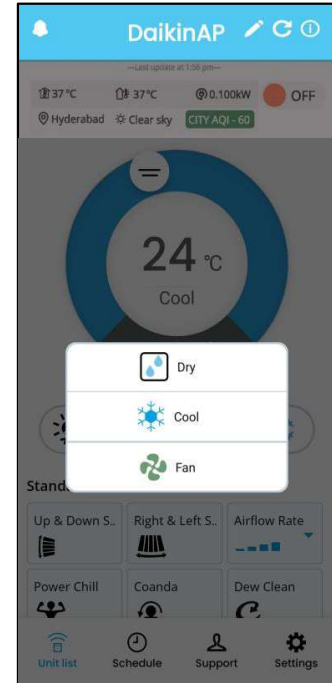 DaikinAP
---Last update at 1:56 pm---
37 °C 37°C 0.100kW OFF
Hyderabad Clear sky CITY AQI - 60
24 °C
Cool
Dry
Cool
Fan
Stand
Up & Down S.. Right & Left S.. Airflow Rate
Power Chill Coanda Dew Clean
Unit list Schedule Support Settings